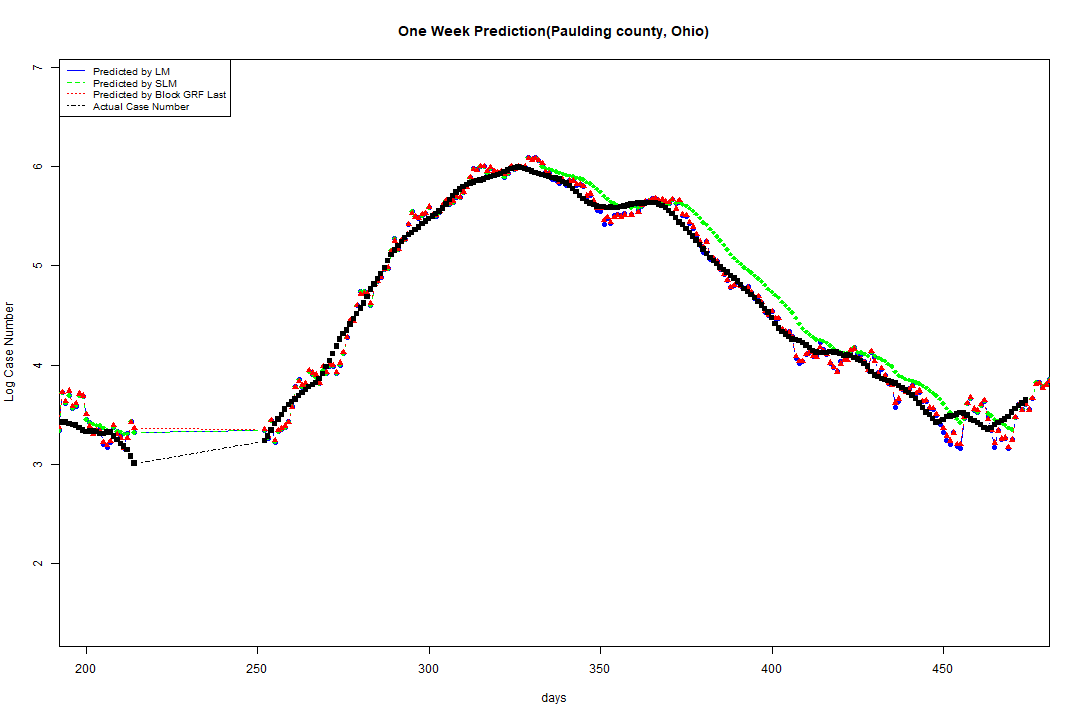 One Week Prediction(Paulding county, Ohio)
Predicted by LM
Predicted by SLM
Predicted by Block GRF Last
Actual Case Number
7
6
5
4
3
2
Log Case Number
200 250 300 350 400 450
days